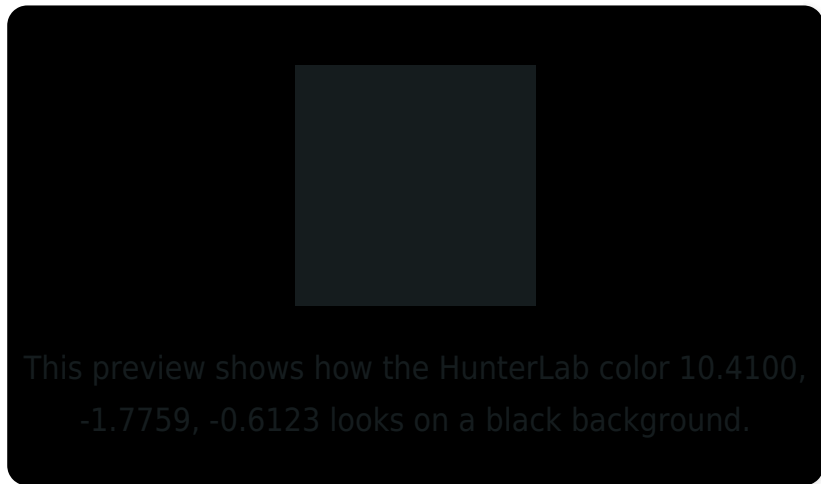 This preview shows how the HunterLab color 10.4100,
-1.7759, -0.6123 looks on a black background.